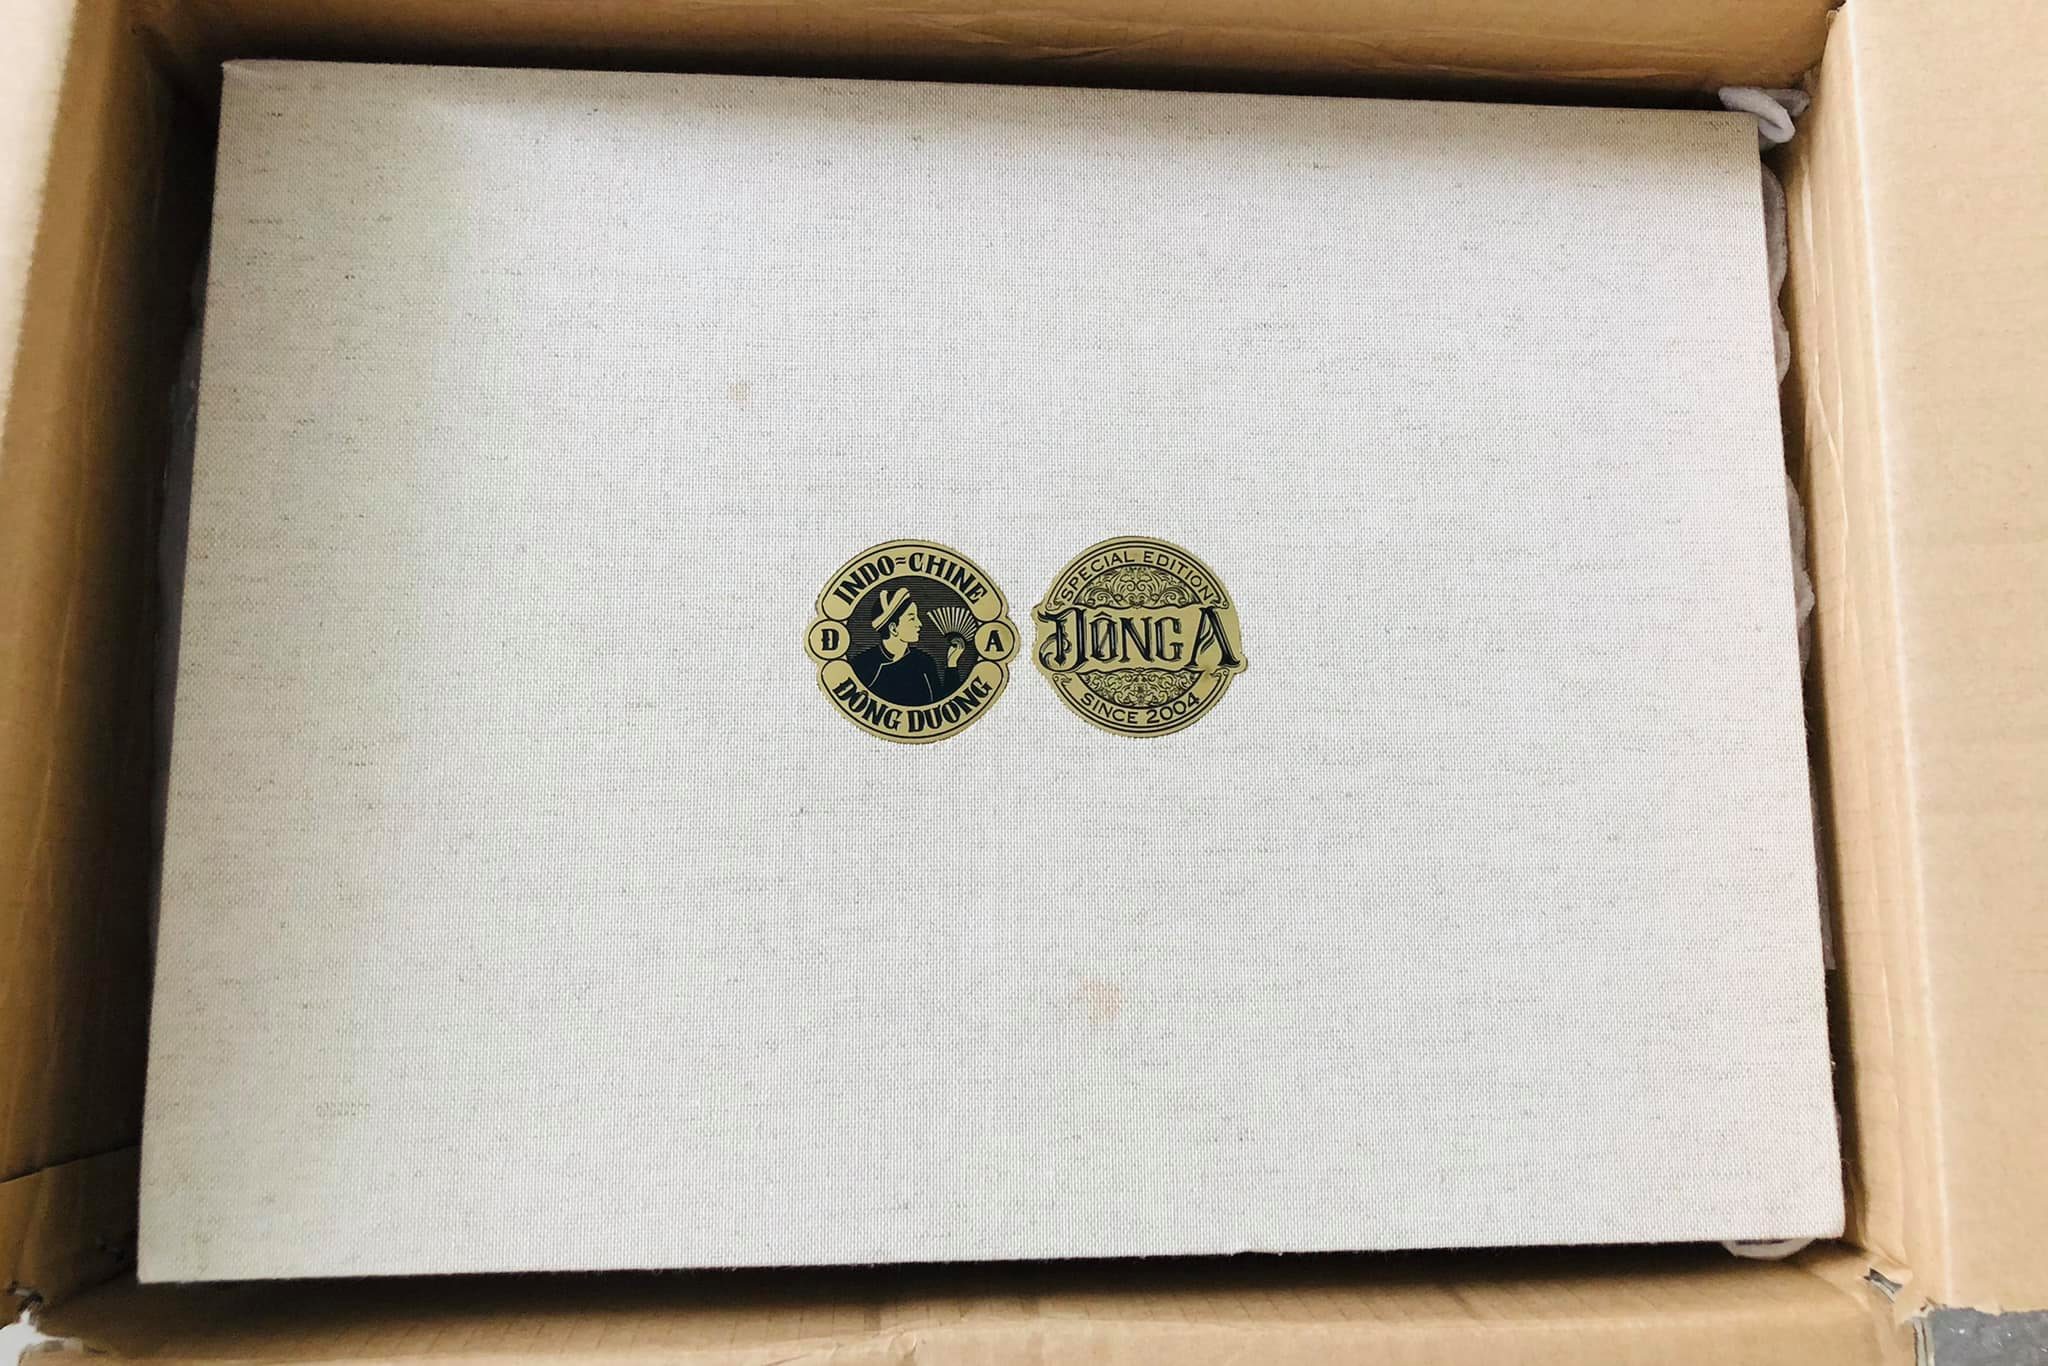 INDO≈CHINE
Đ A
ĐÔNG DƯƠNG
SPECIAL EDITION
ĐÔNG A
SINCE 2004